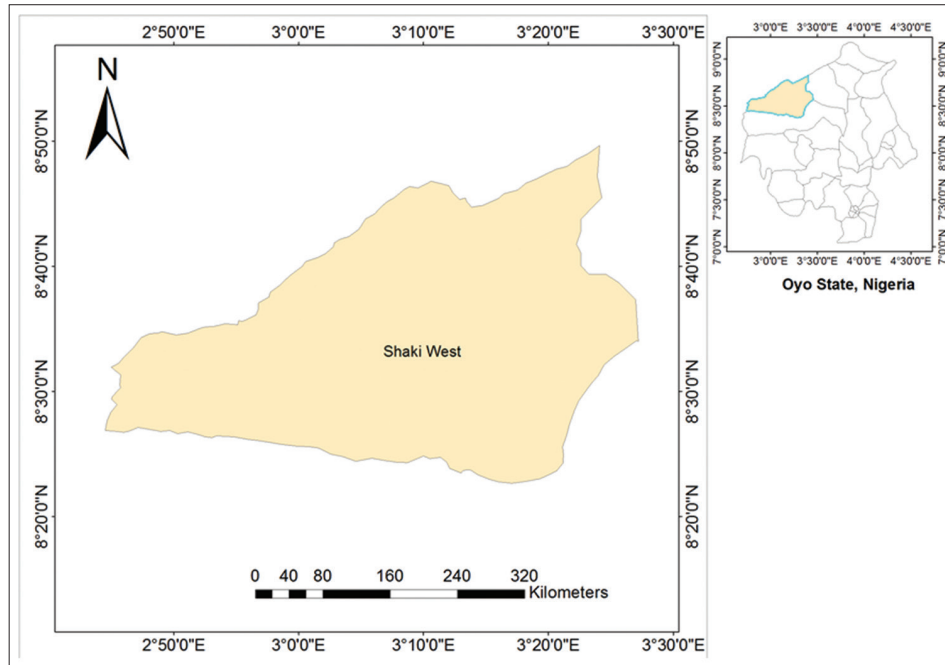 2°50'0"E 3°0'0"E 3°10'0"E 3°20'0"E 3°30'0"E
N
8°50'0"N
8°40'0"N
8°30'0"N
8°20'0"N
8°50'0"N
8°40'0"N
8°30'0"N
8°20'0"N
Shaki West
0 40 80 160 240 320
Kilometers
2°50'0"E 3°0'0"E 3°10'0"E 3°20'0"E 3°30'0"E
3°0'0"E 3°30'0"E 4°0'0"E 4°30'0"E
9°0'0"N
8°30'0"N
8°0'0"N
7°30'0"N
7°0'0"N
9°0'0"N
8°30'0"N
8°0'0"N
7°30'0"N
7°0'0"N
3°0'0"E 3°30'0"E 4°0'0"E 4°30'0"E
Oyo State, Nigeria